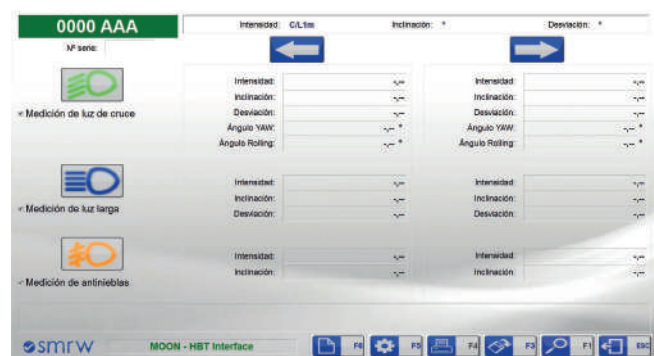 0000 AAA
Intensidad: C/L1m Inclinación: * Desviación: *
Nº serie:
Intensidad: -,-- Intensidad: -,--
Inclinación: -,-- Inclinación: -,--
Medición de luz de cruce Desviación: -,-- Desviación: -,--
Ángulo YAW: -,-- ° Ángulo YAW: -,-- °
Ángulo Rolling: -,-- ° Ángulo Rolling: -,-- °
Intensidad: -,-- Intensidad: -,--
Inclinación: -,-- Inclinación: -,--
Medición de luz larga Desviación: -,-- Desviación: -,--
Intensidad: -,-- Intensidad: -,--
Inclinación: -,-- Inclinación: -,--
Medición de antinieblas
smrw MOON - HBT Interface F6 F5 F4 F3 F1 ESC